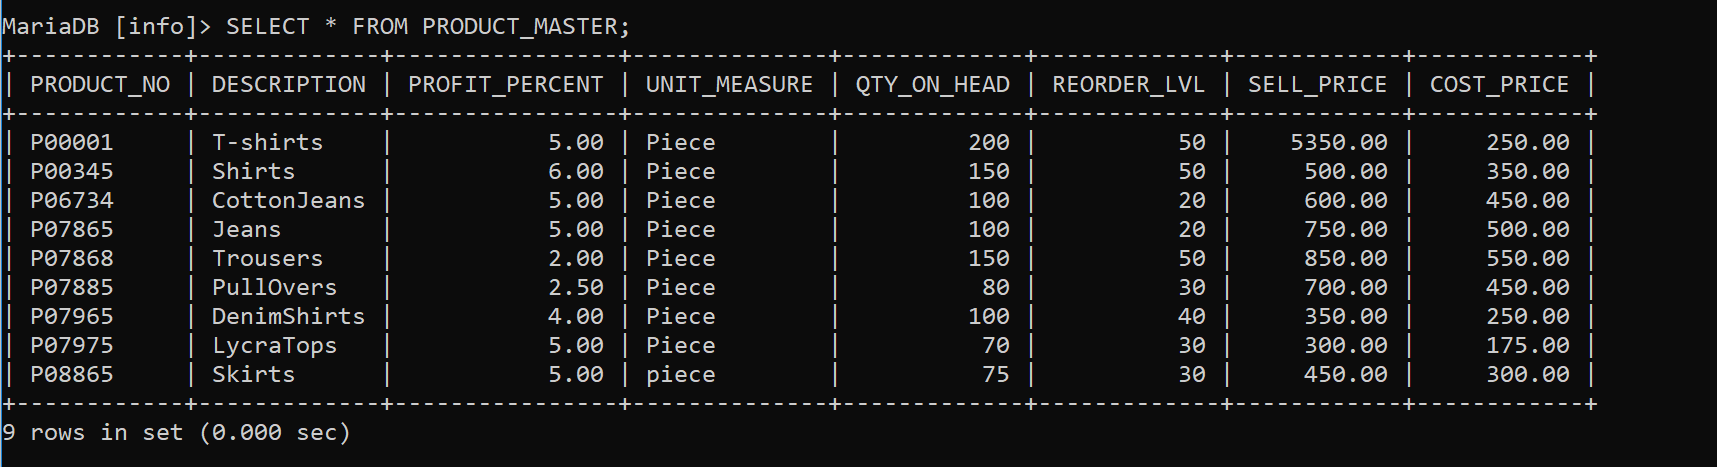 MariaDB [info]> SELECT * FROM PRODUCT_MASTER;
+------------+-------------+----------------+--------------+------------+-------------+------------+------------+
| PRODUCT_NO | DESCRIPTION | PROFIT_PERCENT | UNIT_MEASURE | QTY_ON_HEAD | REORDER_LVL | SELL_PRICE | COST_PRICE |
+------------+-------------+----------------+--------------+------------+-------------+------------+------------+
| P00001     | T-shirts    |           5.00 | Piece        |         200 |          50 |    5350.00 |     250.00 |
| P00345     | Shirts      |           6.00 | Piece        |         150 |          50 |     500.00 |     350.00 |
| P06734     | CottonJeans |           5.00 | Piece        |         100 |          20 |     600.00 |     450.00 |
| P07865     | Jeans       |           5.00 | Piece        |         100 |          20 |     750.00 |     500.00 |
| P07868     | Trousers    |           2.00 | Piece        |         150 |          50 |     850.00 |     550.00 |
| P07885     | PullOvers   |           2.50 | Piece        |          80 |          30 |     700.00 |     450.00 |
| P07965     | DenimShirts |           4.00 | Piece        |         100 |          40 |     350.00 |     250.00 |
| P07975     | LycraTops   |           5.00 | Piece        |          70 |          30 |     300.00 |     175.00 |
| P08865     | Skirts      |           5.00 | piece        |          75 |          30 |     450.00 |     300.00 |
+------------+-------------+----------------+--------------+------------+-------------+------------+------------+
9 rows in set (0.000 sec)